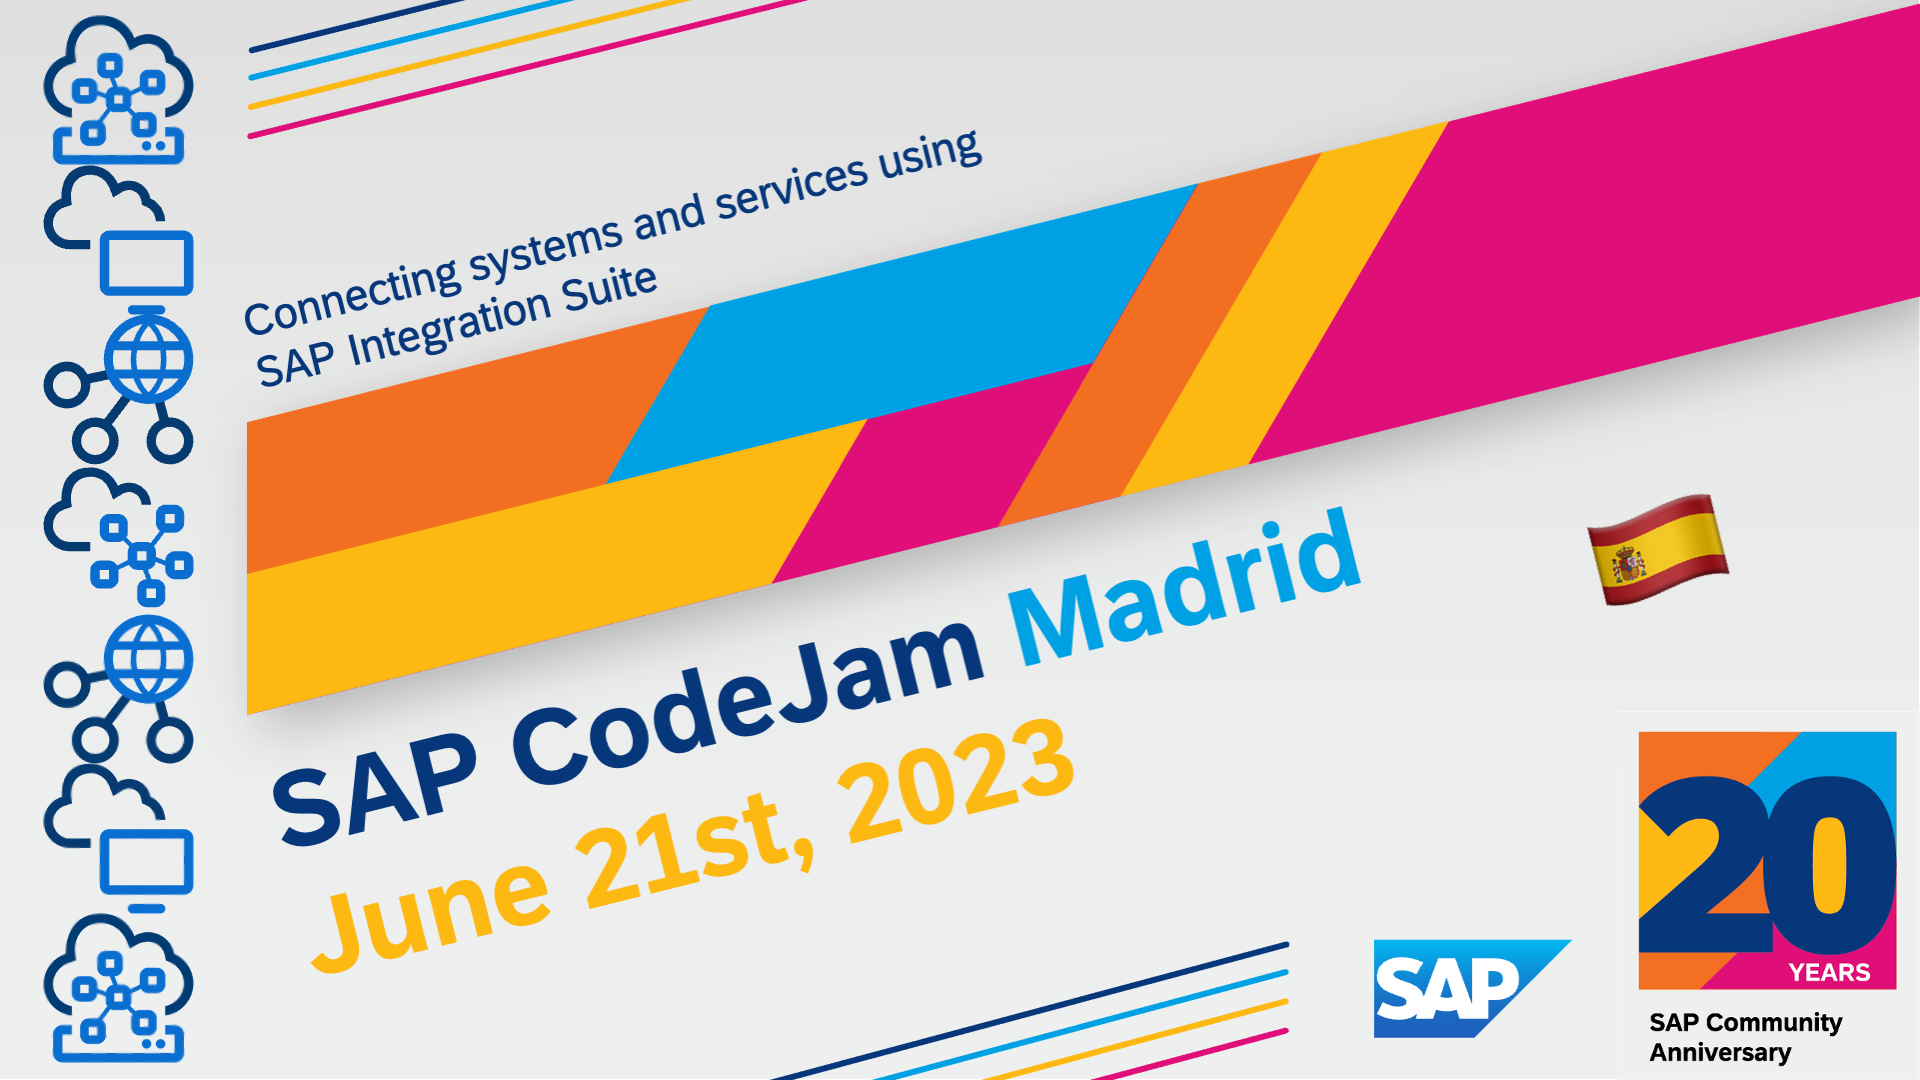 Connecting systems and services using
SAP Integration Suite
SAP CodeJam Madrid
June 21st, 2023
SAP
20
YEARS
SAP Community
Anniversary